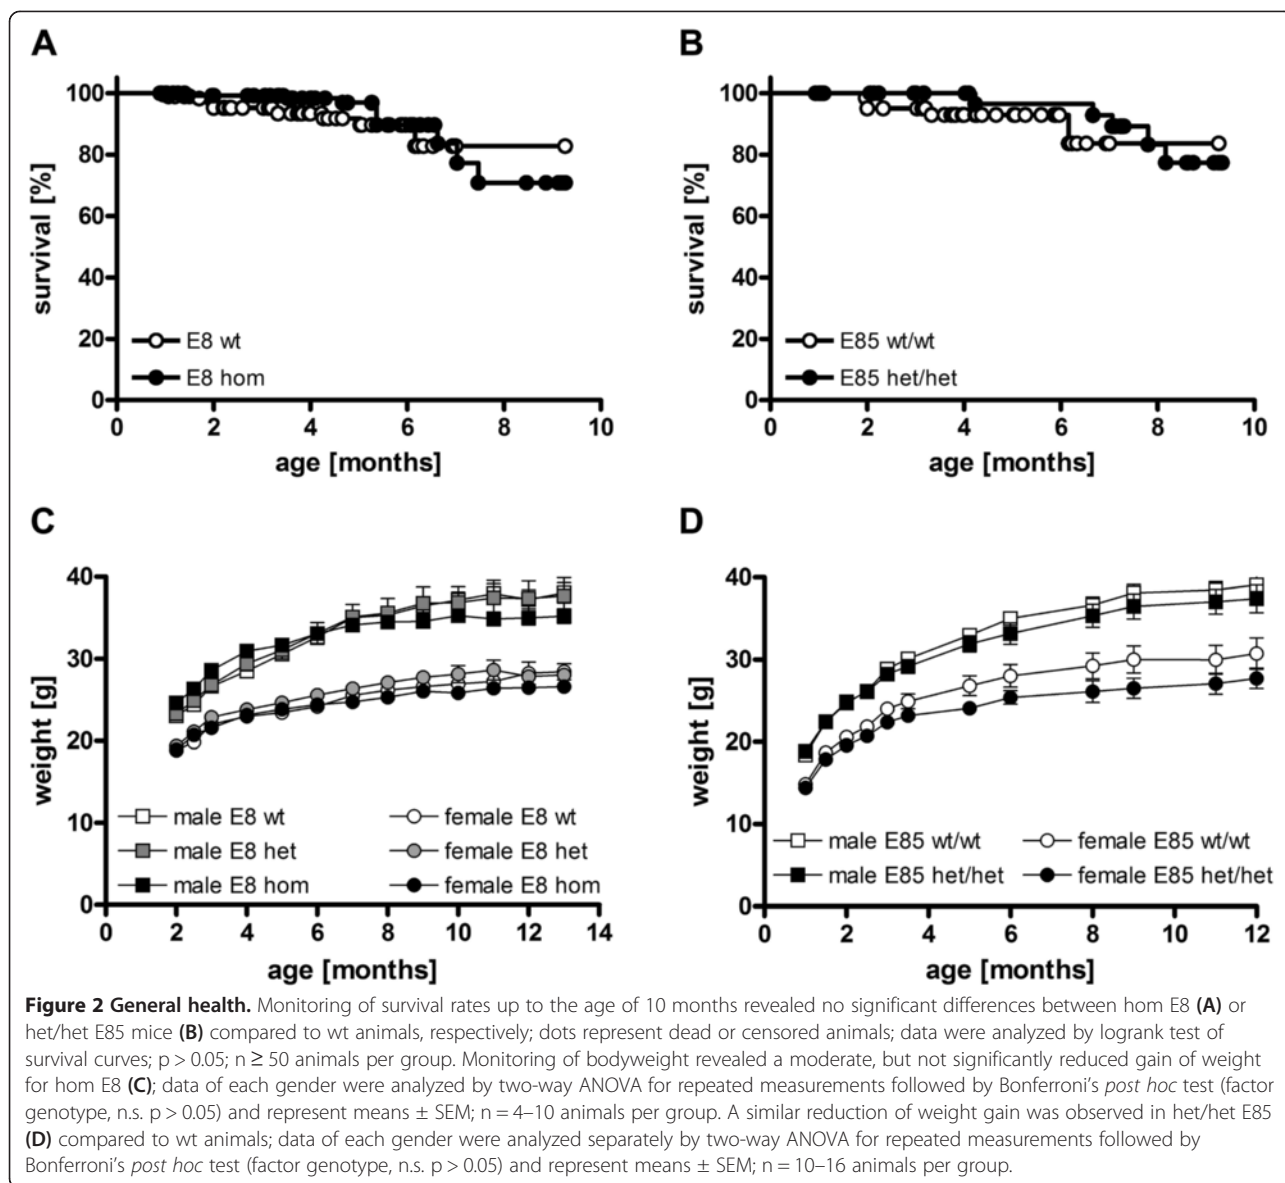 A
B
100
80
60
40
20
0
survival [%]
E8 wt
E8 hom
0 2 4 6 8 10
age [months]
100
80
60
40
20
0
survival [%]
E85 wt/wt
E85 het/het
0 2 4 6 8 10
age [months]
C
D
40
30
20
10
0
weight [g]
male E8 wt
male E8 het
male E8 hom
female E8 wt
female E8 het
female E8 hom
0 2 4 6 8 10 12 14
age [months]
40
30
20
10
0
weight [g]
male E85 wt/wt
male E85 het/het
female E85 wt/wt
female E85 het/het
0 2 4 6 8 10 12
age [months]
Figure 2 General health. Monitoring of survival rates up to the age of 10 months revealed no significant differences between hom E8 (A) or
het/het E85 mice (B) compared to wt animals, respectively; dots represent dead or censored animals; data were analyzed by logrank test of
survival curves; p > 0.05; n ≥ 50 animals per group. Monitoring of bodyweight revealed a moderate, but not significantly reduced gain of weight
for hom E8 (C); data of each gender were analyzed by two-way ANOVA for repeated measurements followed by Bonferroni's post hoc test (factor
genotype, n.s. p > 0.05) and represent means ± SEM; n = 4–10 animals per group. A similar reduction of weight gain was observed in het/het E85
(D) compared to wt animals; data of each gender were analyzed separately by two-way ANOVA for repeated measurements followed by
Bonferroni's post hoc test (factor genotype, n.s. p > 0.05) and represent means ± SEM; n = 10–16 animals per group.